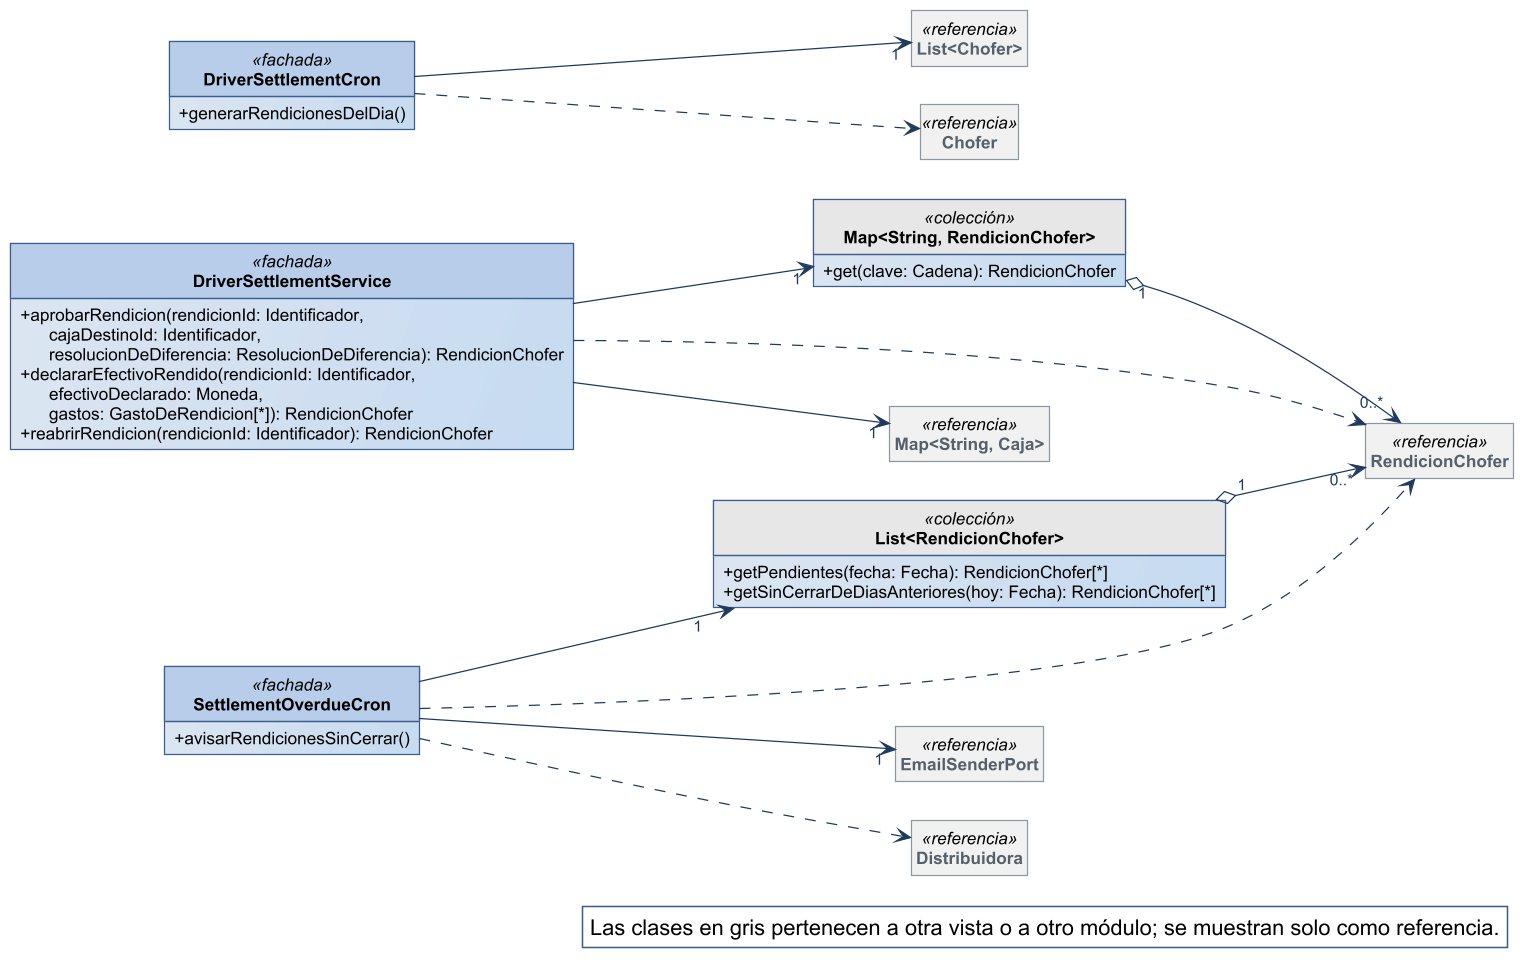 «referencia»
List<Chofer>
1
«fachada»
DriverSettlementCron
+generarRendicionesDelDia()
«referencia»
Chofer
«colección»
Map<String, RendicionChofer>
+get(clave: Cadena): RendicionChofer
1
1
«fachada»
DriverSettlementService
+aprobarRendicion(rendicionId: Identificador,
cajaDestinoId: Identificador,
resolucionDeDiferencia: ResolucionDeDiferencia): RendicionChofer
+declararEfectivoRendido(rendicionId: Identificador,
efectivoDeclarado: Moneda,
gastos: GastoDeRendicion[*]): RendicionChofer
+reabrirRendicion(rendicionId: Identificador): RendicionChofer
0..*
«referencia»
Map<String, Caja>
1
«referencia»
RendicionChofer
0..*
1
«colección»
List<RendicionChofer>
+getPendientes(fecha: Fecha): RendicionChofer[*]
+getSinCerrarDeDiasAnteriores(hoy: Fecha): RendicionChofer[*]
1
«fachada»
SettlementOverdueCron
+avisarRendicionesSinCerrar()
«referencia»
EmailSenderPort
1
«referencia»
Distribuidora
Las clases en gris pertenecen a otra vista o a otro módulo; se muestran solo como referencia.